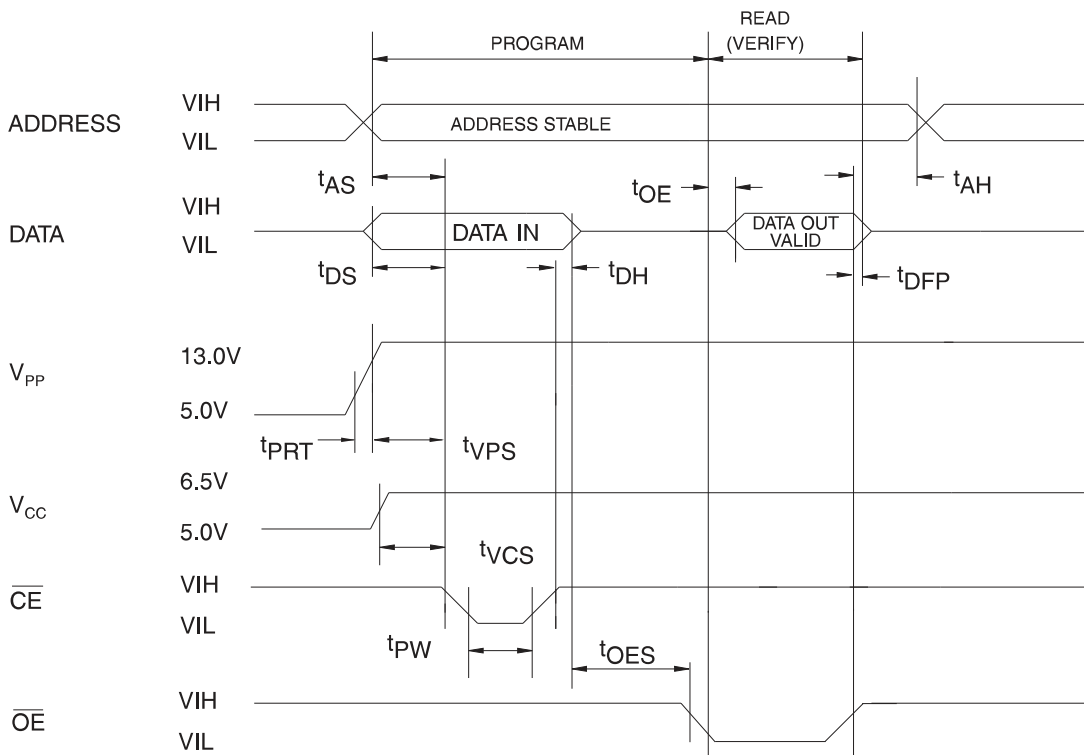 READ
PROGRAM (VERIFY)
ADDRESS VIH
VIL
ADDRESS STABLE
tAS tOE tAH
DATA VIH
VIL
DATA IN
DATA OUT
VALID
tDS tDH tDFP
VPP 13.0V
5.0V
tPRT tVPS
VCC 6.5V
5.0V
tVCS
CE VIH
VIL
tPW tOES
OE VIH
VIL